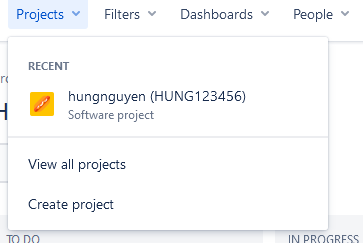 Projects Filters Dashboards People
RECENT
hungnguyen (HUNG123456)
Software project
View all projects
Create project
TO DO IN PROGRESS